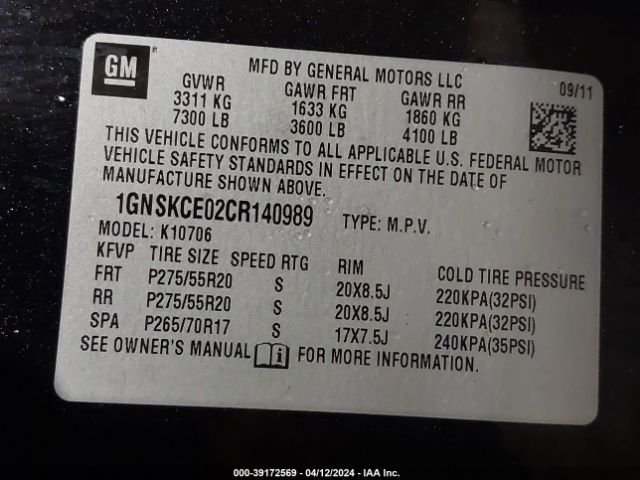 GM
MFD BY GENERAL MOTORS LLC
09/11
GVWR GAWR FRT GAWR RR
3311 KG 1633 KG 1860 KG
7300 LB 3600 LB 4100 LB
THIS VEHICLE CONFORMS TO ALL APPLICABLE U.S. FEDERAL MOTOR
VEHICLE SAFETY STANDARDS IN EFFECT ON THE DATE OF
MANUFACTURE SHOWN ABOVE.
1GNSKCE02CR140989 TYPE: M.P.V.
MODEL: K10706
KFVP TIRE SIZE SPEED RTG RIM COLD TIRE PRESSURE
FRT P275/55R20 S 20X8.5J 220KPA(32PSI)
RR P275/55R20 S 20X8.5J 220KPA(32PSI)
SPA P265/70R17 S 17X7.5J 240KPA(35PSI)
SEE OWNER'S MANUAL FOR MORE INFORMATION.
000-39172569 - 04/12/2024 - IAA Inc.